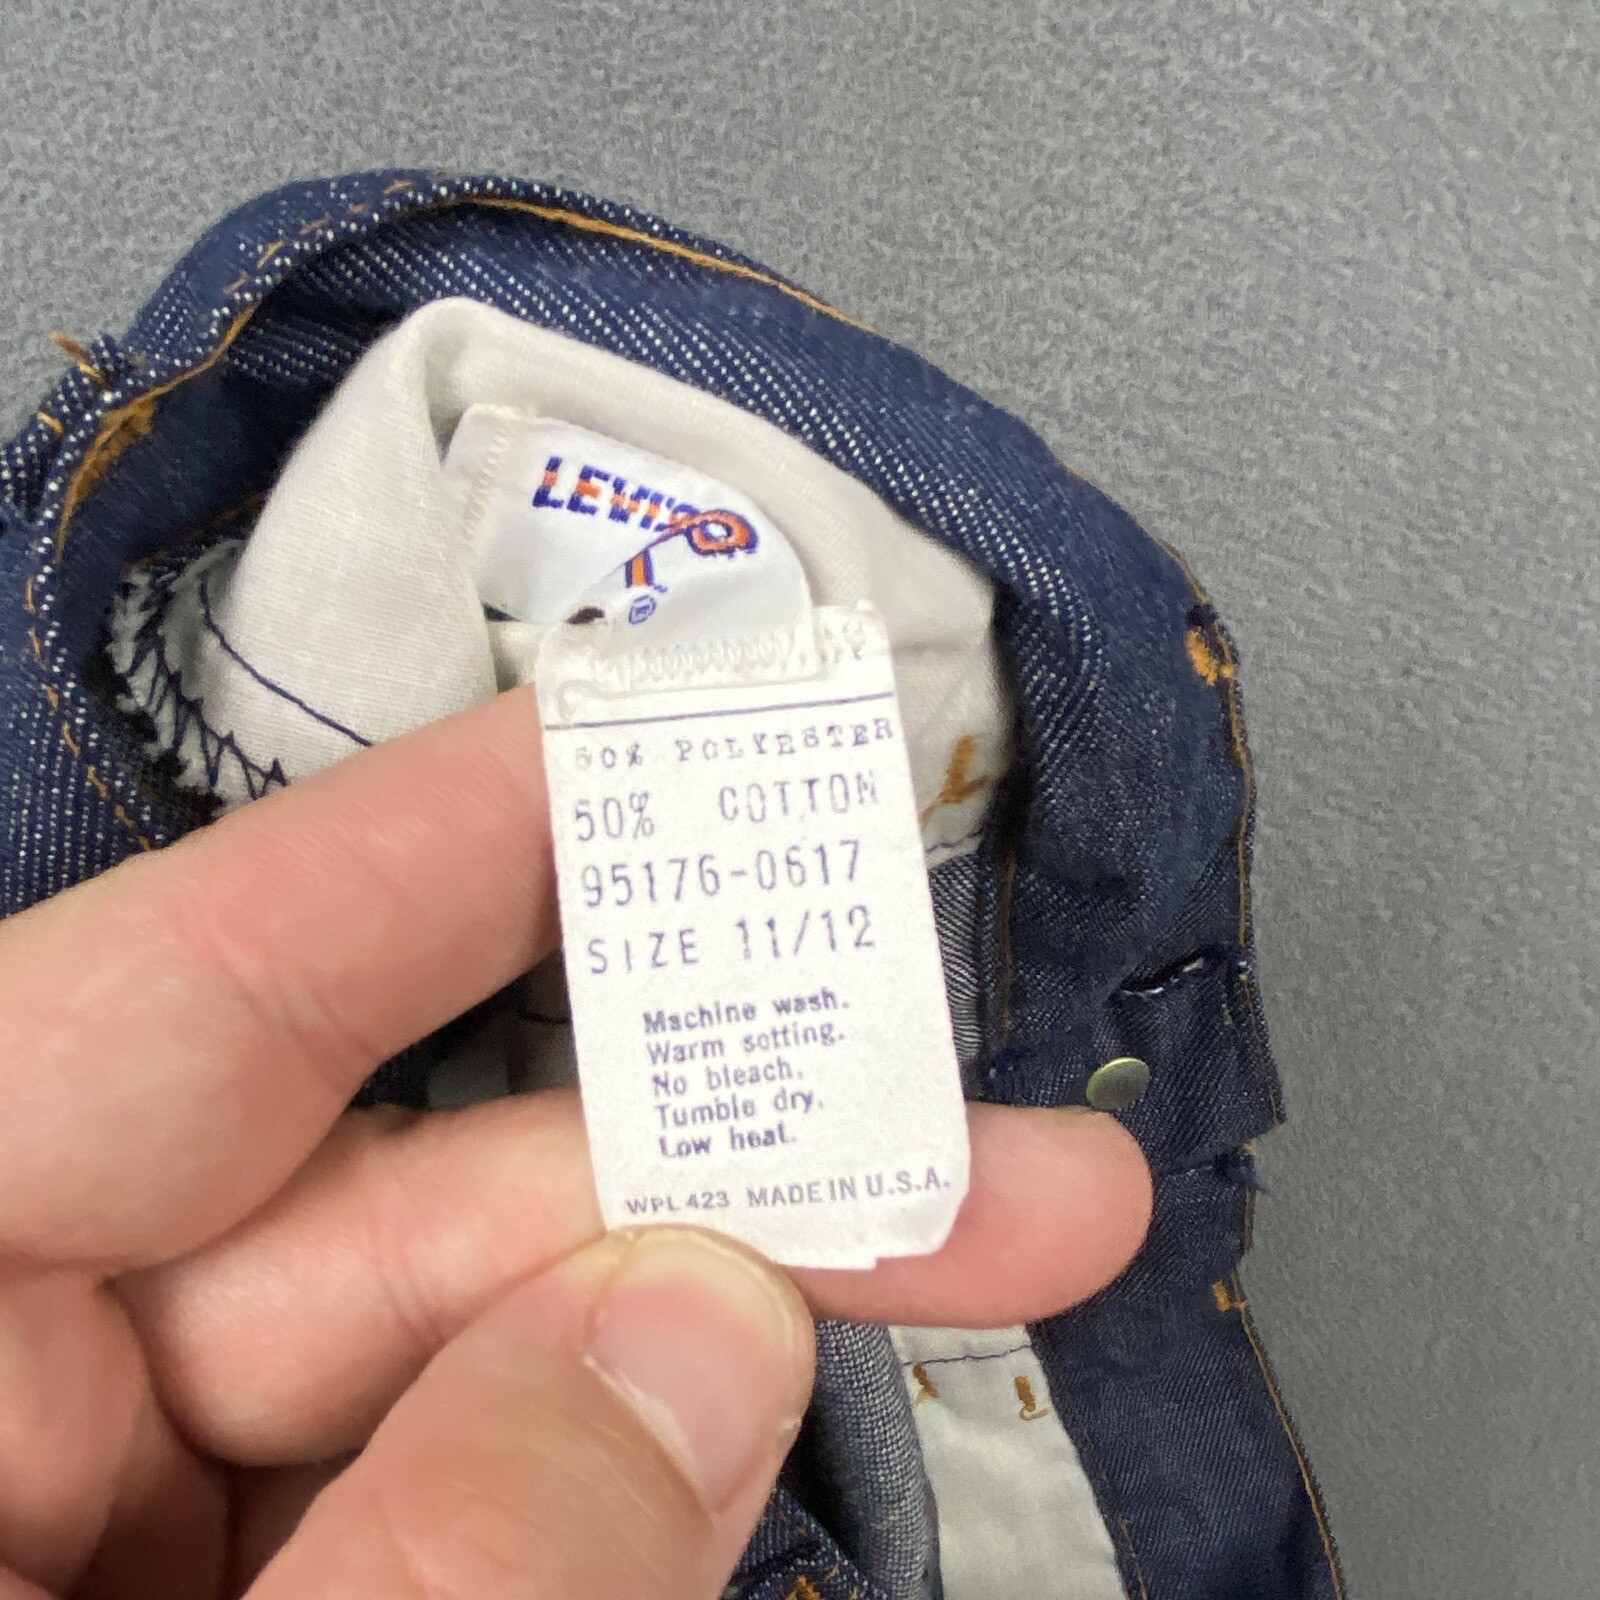 LEVI'S
®
50% POLYESTER
50% COTTON
95176-0617
SIZE 11/12
Machine wash.
Warm setting.
No bleach.
Tumble dry.
Low heat.
WPL 423 MADE IN U.S.A.